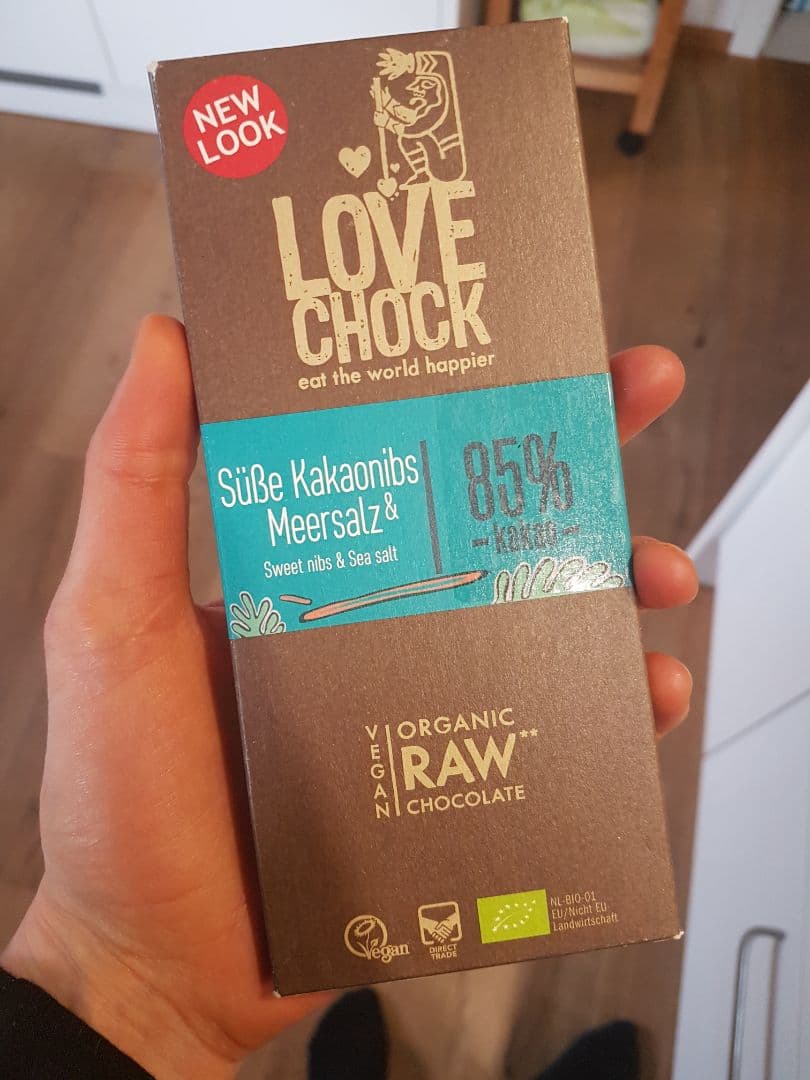 NEW
LOOK
LOVE
CHOCK
eat the world happier
Süße Kakaonibs
Meersalz &
Sweet nibs & Sea salt
85%
- kakao -
VEGAN
ORGANIC
RAW**
CHOCOLATE
Vegan
DIRECT
TRADE
NL-BIO-01
EU/Nicht EU
Landwirtschaft